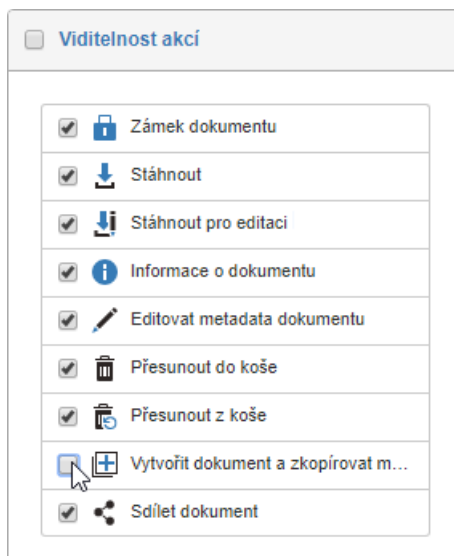 Viditelnost akcí
Zámek dokumentu
Stáhnout
Stáhnout pro editaci
Informace o dokumentu
Editovat metadata dokumentu
Přesunout do koše
Přesunout z koše
Vytvořit dokument a zkopírovat m...
Sdílet dokument